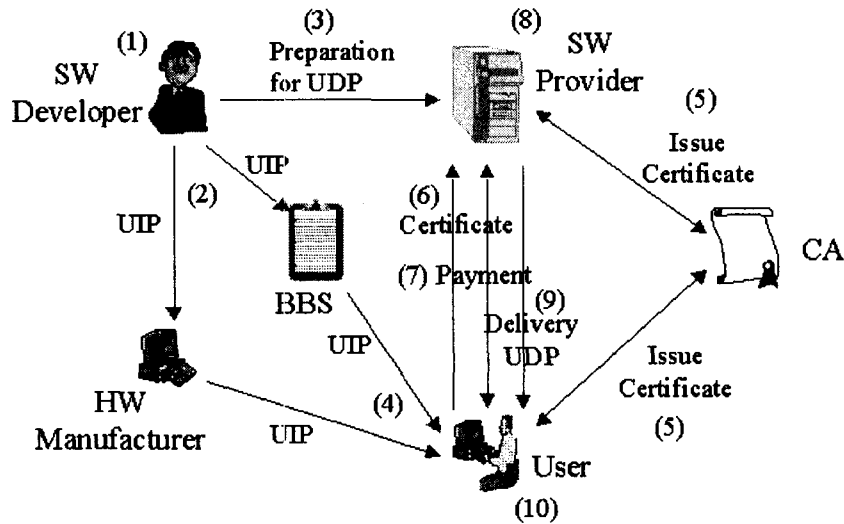 (1)
SW
Developer
(3)
Preparation
for UDP
(8)
SW
Provider
(5)
Issue
Certificate
CA
UIP
(2)
UIP
BBS
(6)
Certificate
(7) Payment
(9)
Delivery
UDP
UIP
(4)
HW
Manufacturer
UIP
User
(10)
Issue
Certificate
(5)